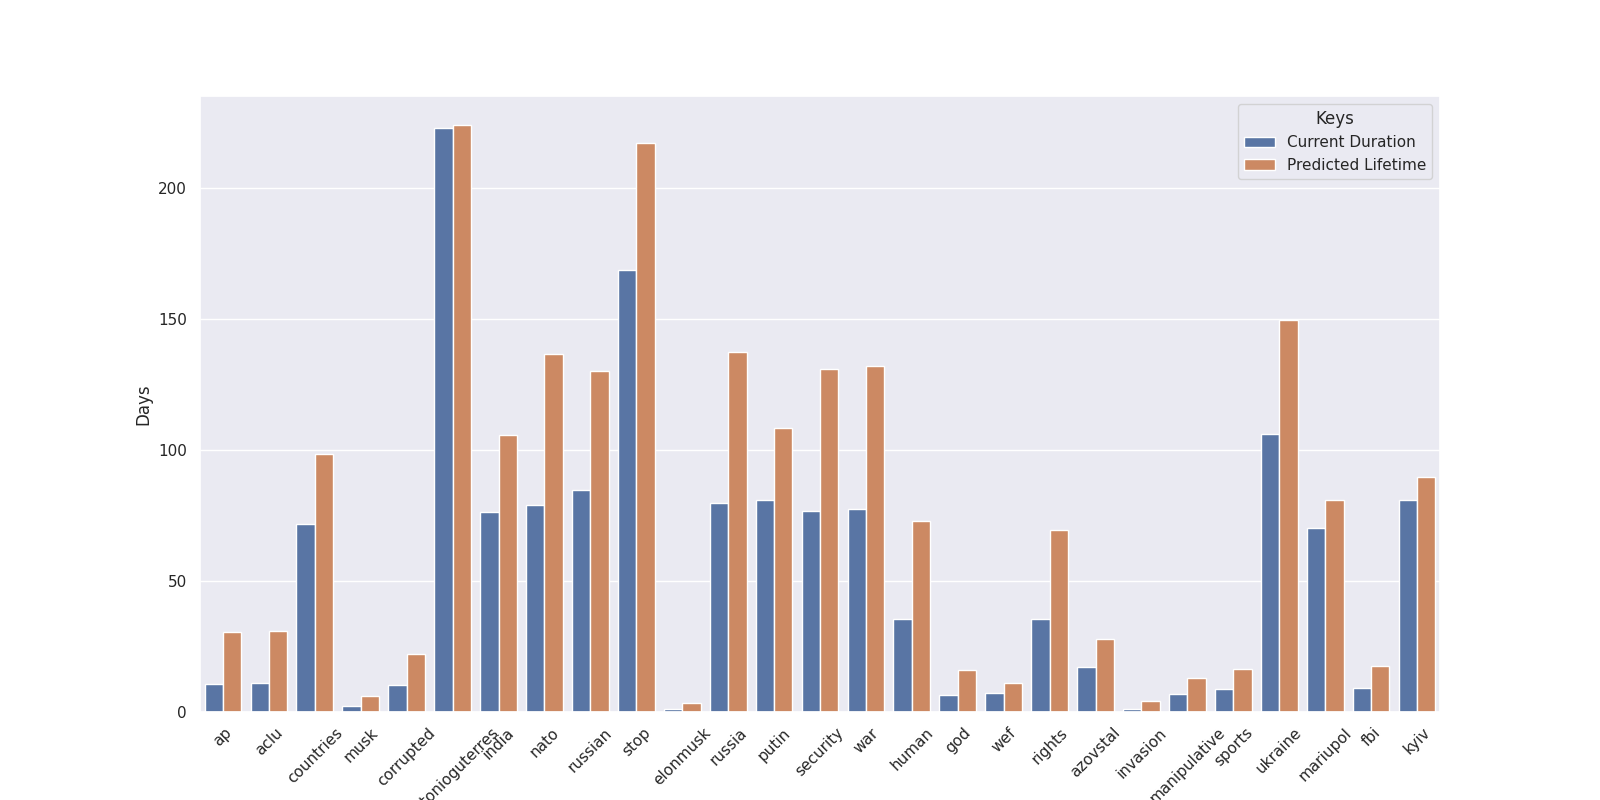 Keys
Current Duration
Predicted Lifetime
Days
200
150
100
50
0
ap
aclu
countries
musk
corrupted
tonioguterres
india
nato
russian
stop
elonmusk
russia
putin
security
war
human
god
wef
rights
azovstal
invasion
manipulative
sports
ukraine
mariupol
fbi
kyiv